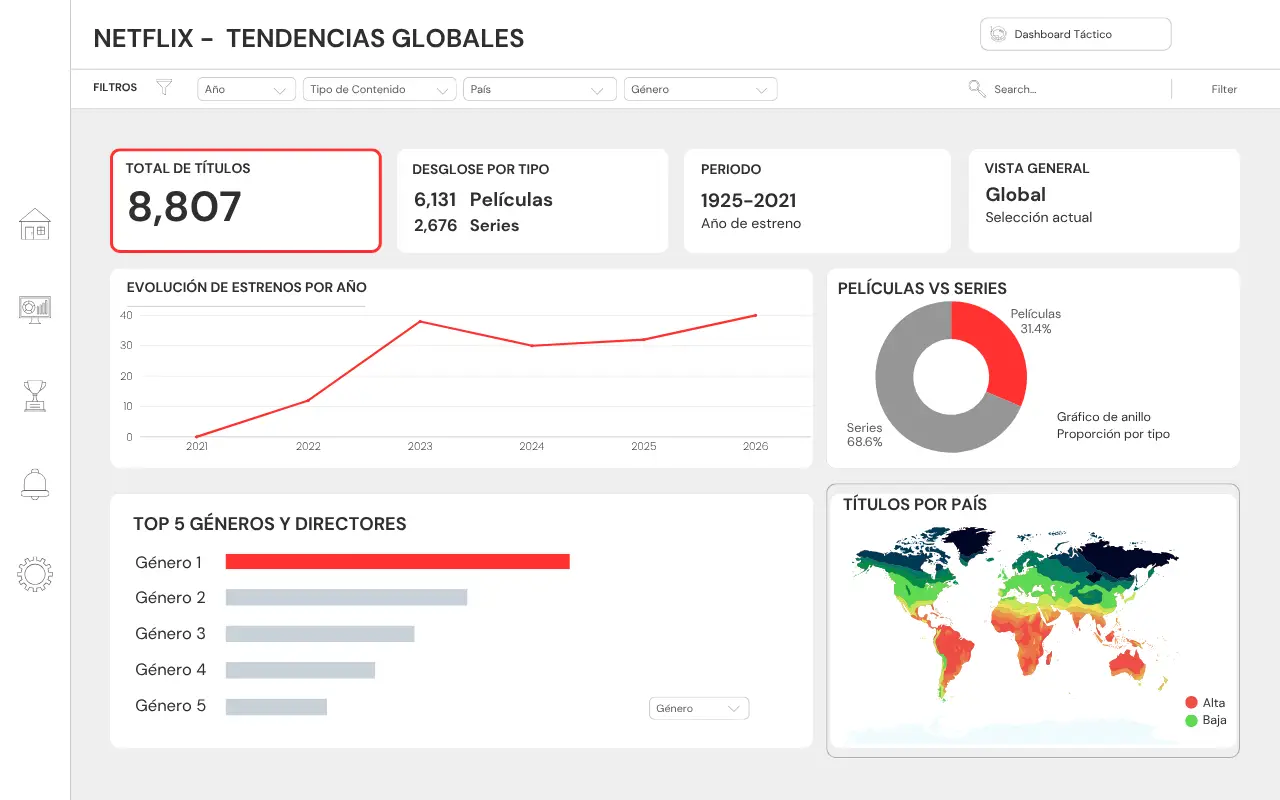 NETFLIX - TENDENCIAS GLOBALES
Dashboard Táctico
FILTROS
Año
Tipo de Contenido
País
Género
Search...
Filter
TOTAL DE TÍTULOS
8,807
DESGLOSE POR TIPO
6,131 Películas
2,676 Series
PERIODO
1925-2021
Año de estreno
VISTA GENERAL
Global
Selección actual
EVOLUCIÓN DE ESTRENOS POR AÑO
40
30
20
10
0
2021 2022 2023 2024 2025 2026
PELÍCULAS VS SERIES
Películas
31.4%
Series
68.6%
Gráfico de anillo
Proporción por tipo
TOP 5 GÉNEROS Y DIRECTORES
Género 1
Género 2
Género 3
Género 4
Género 5
Género
TÍTULOS POR PAÍS
Alta
Baja